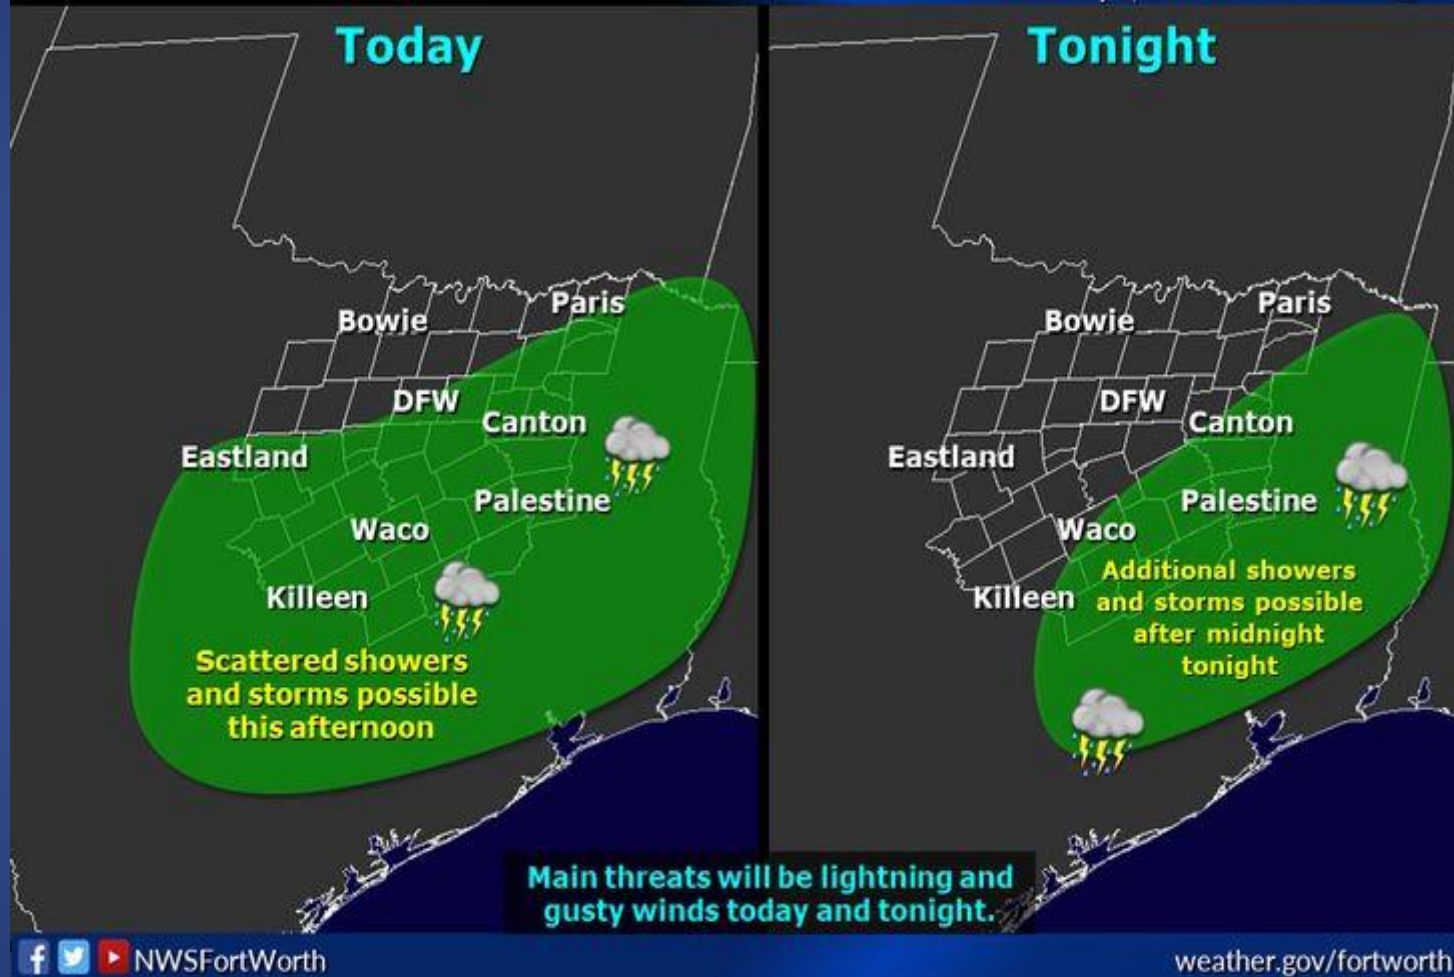 Today
Paris
Bowie
DFW
Canton
Eastland
Palestine
Waco
Killeen
Scattered showers
and storms possible
this afternoon
Tonight
Paris
Bowie
DFW
Canton
Eastland
Palestine
Waco
Additional showers
Killeen
and storms possible
after midnight
tonight
Main threats will be lightning and
gusty winds today and tonight.
NWSFortWorth
weather.gov/fortworth